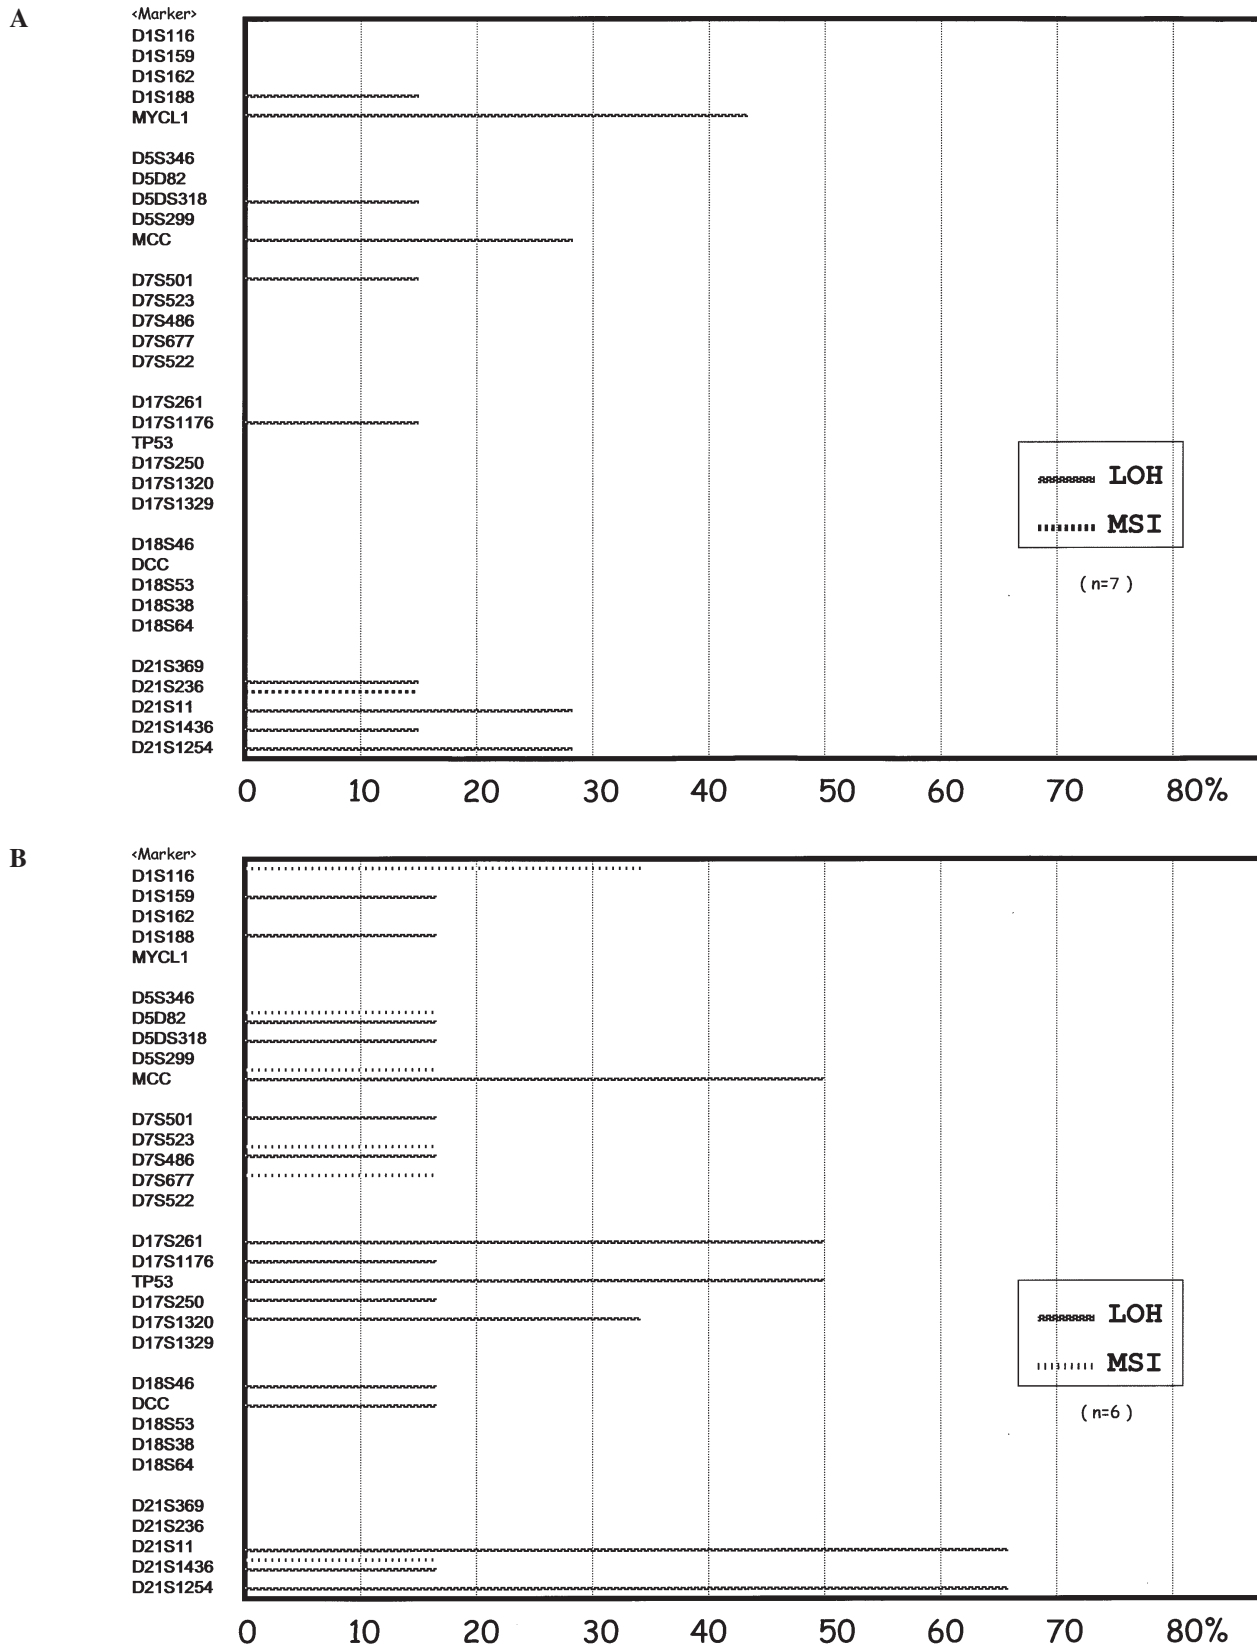 A
<Marker>
D1S116
D1S159
D1S162
D1S188
MYCL1
D5S346
D5D82
D5DS318
D5S299
MCC
D7S501
D7S523
D7S486
D7S677
D7S522
D17S261
D17S1176
TP53
D17S250
D17S1320
D17S1329
D18S46
DCC
D18S53
D18S38
D18S64
D21S369
D21S236
D21S11
D21S1436
D21S1254
LOH
MSI
( n=7 )
0 10 20 30 40 50 60 70 80%
B
<Marker>
D1S116
D1S159
D1S162
D1S188
MYCL1
D5S346
D5D82
D5DS318
D5S299
MCC
D7S501
D7S523
D7S486
D7S677
D7S522
D17S261
D17S1176
TP53
D17S250
D17S1320
D17S1329
D18S46
DCC
D18S53
D18S38
D18S64
D21S369
D21S236
D21S11
D21S1436
D21S1254
LOH
MSI
( n=6 )
0 10 20 30 40 50 60 70 80%